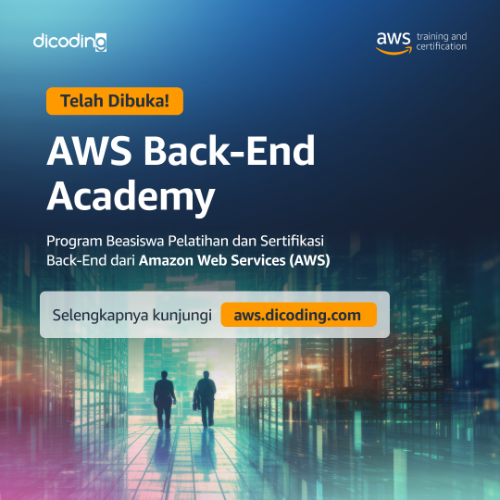 dicoding
aws training and
certification
Telah Dibuka!
AWS Back-End
Academy
Program Beasiswa Pelatihan dan Sertifikasi
Back-End dari Amazon Web Services (AWS)
Selengkapnya kunjungi aws.dicoding.com